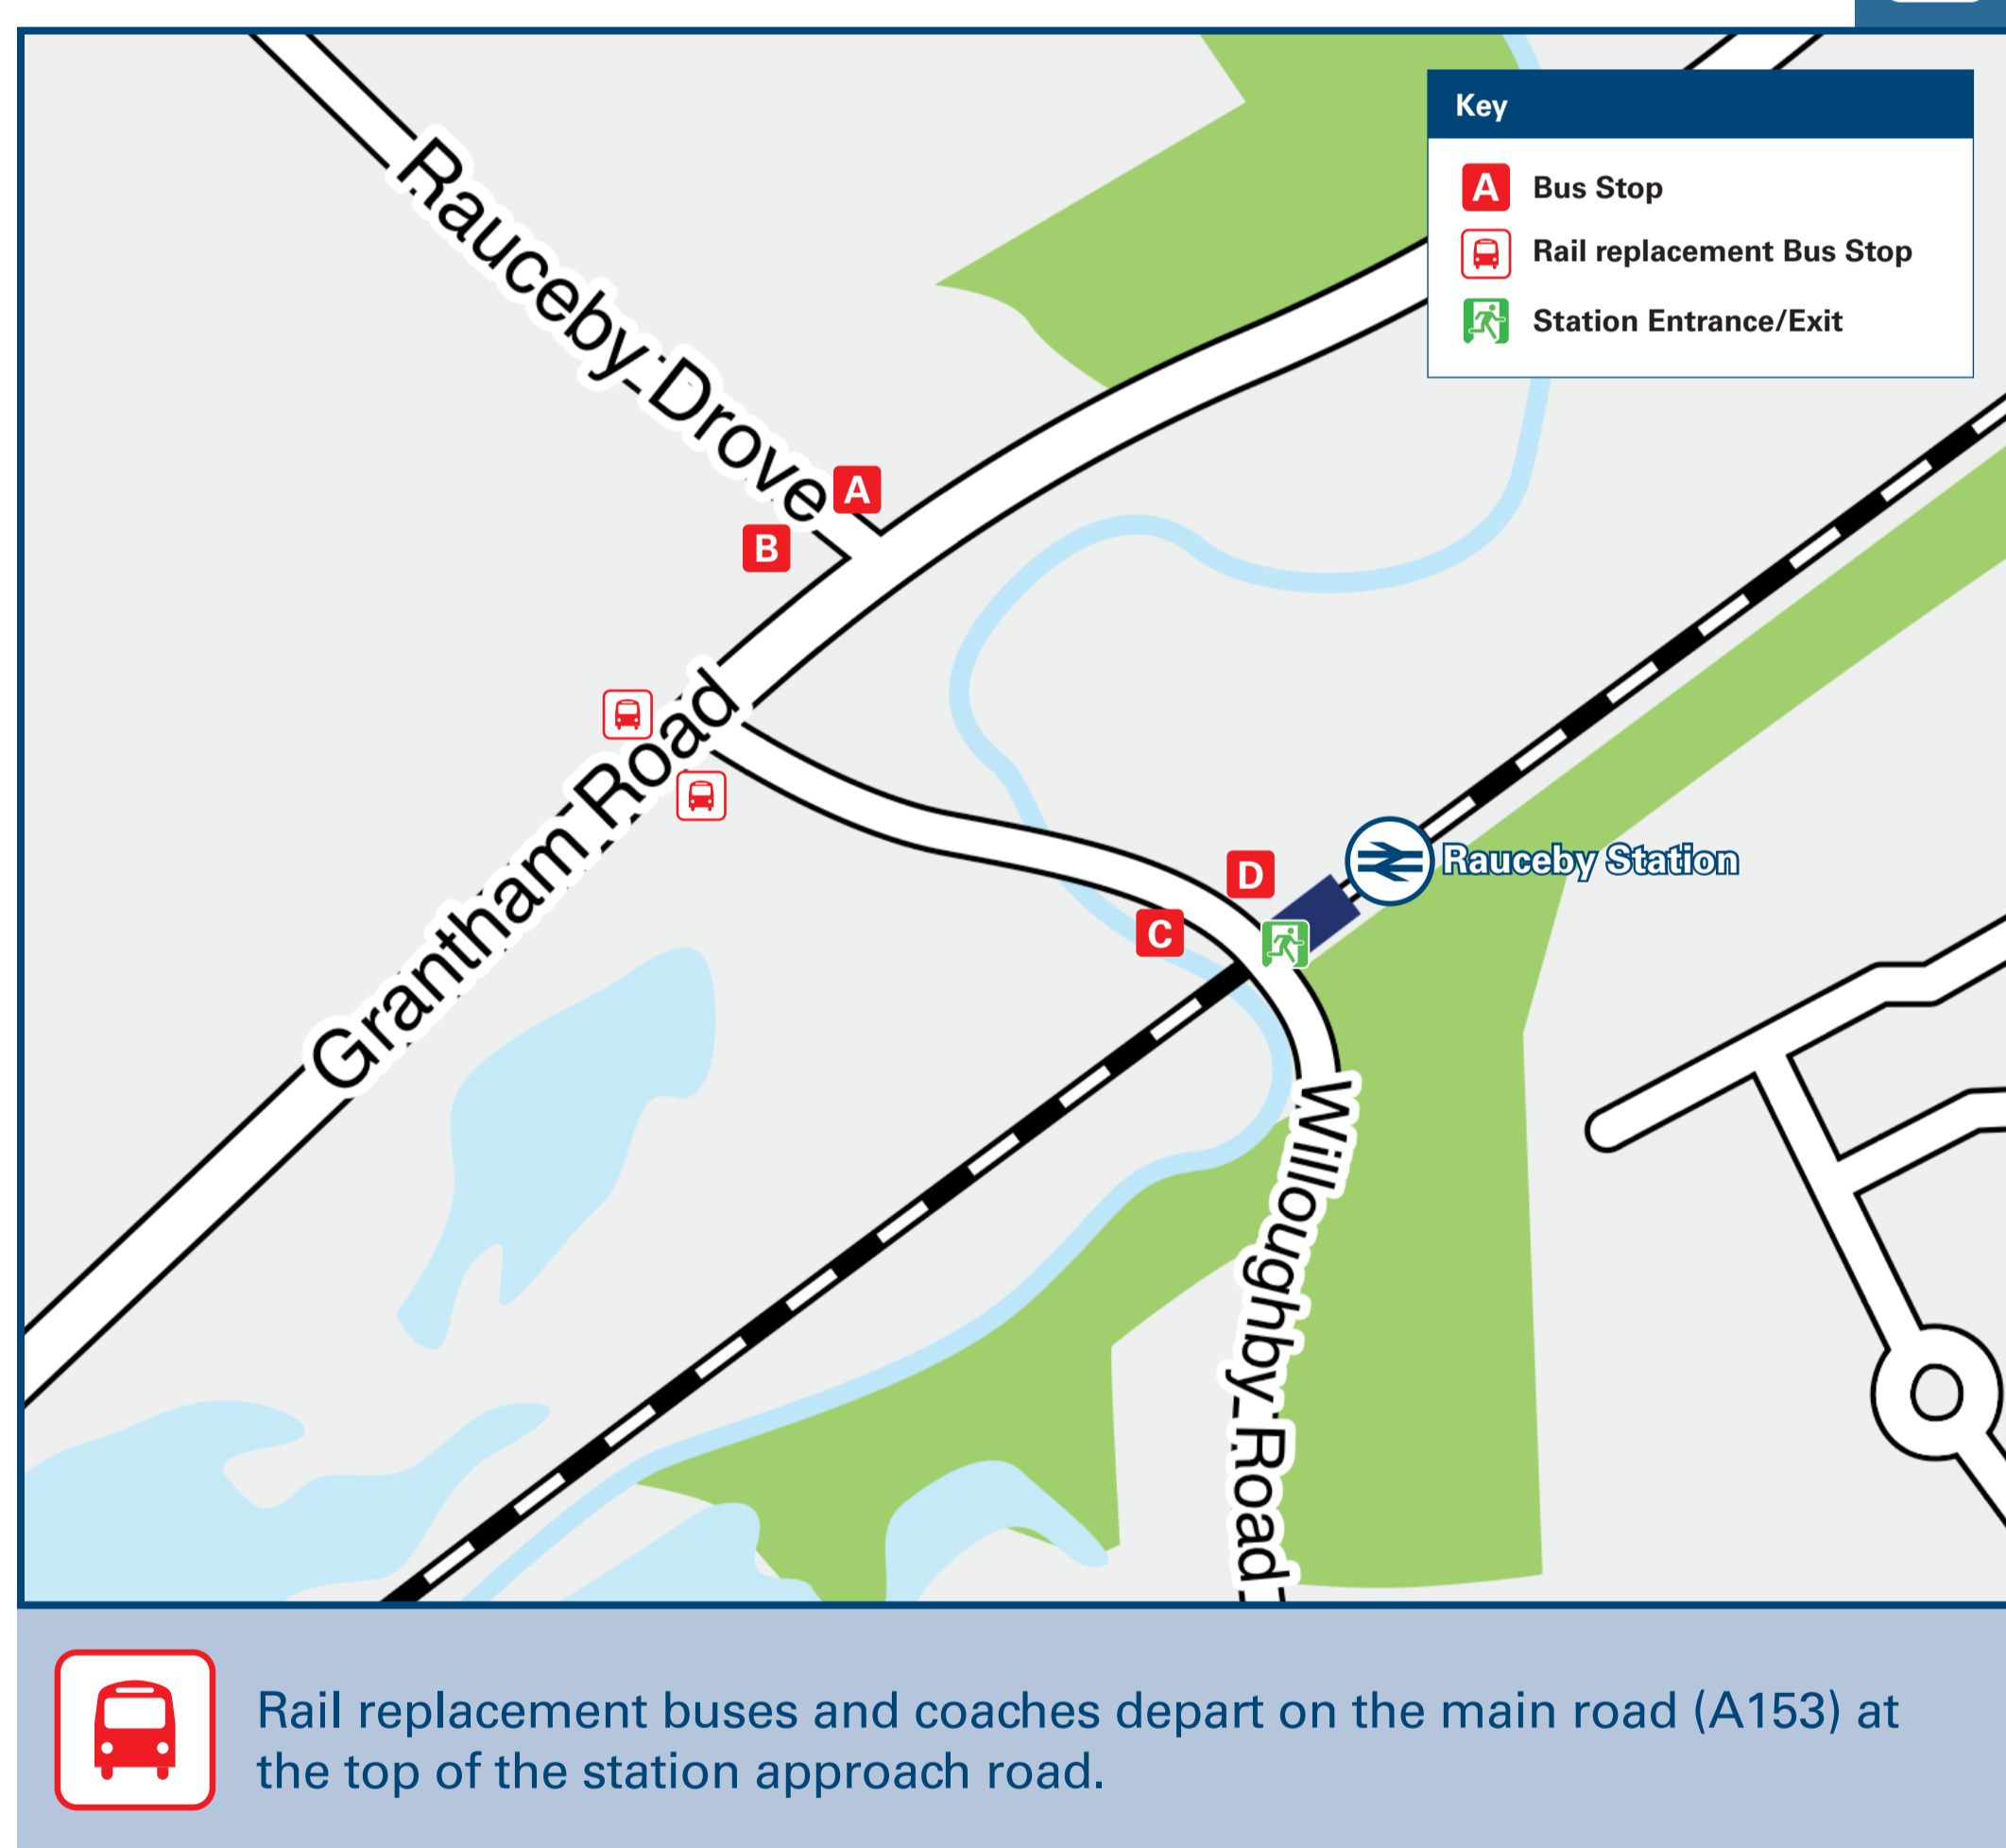 Key
A
Bus Stop
Rail replacement Bus Stop
Station Entrance/Exit
Rauceby Drove
A
B
Grantham Road
D
C
Rauceby Station
Willoughby Road
Rail replacement buses and coaches depart on the main road (A153) at
the top of the station approach road.